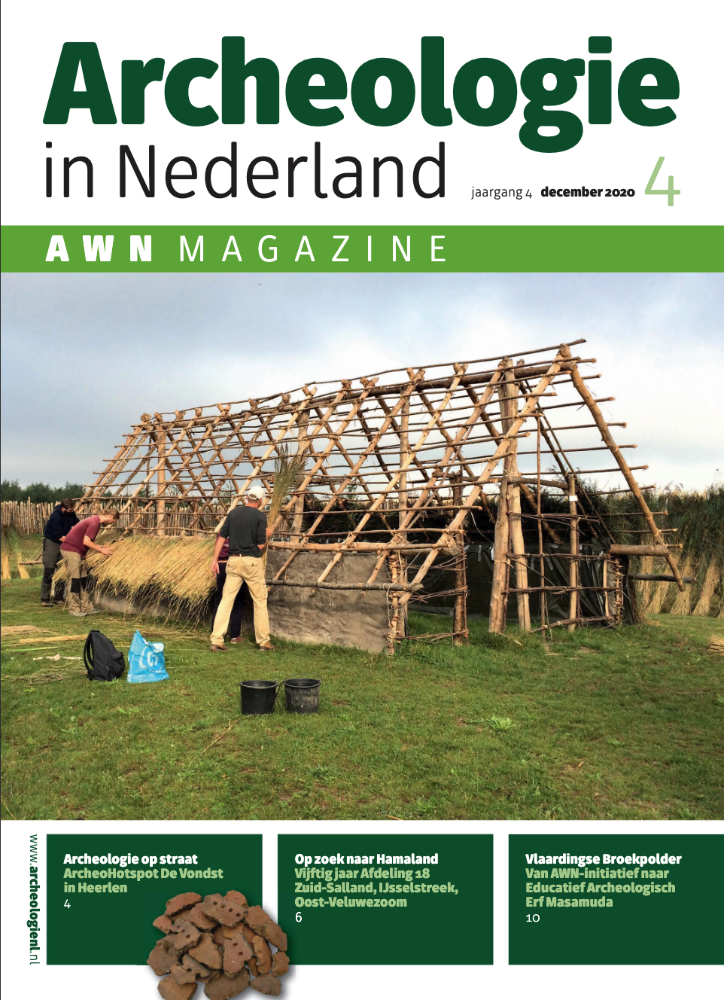 Archeologie
in Nederland
jaargang 4 december 2020 4
AWN MAGAZINE
www.archeologienl.nl
Archeologie op straat
ArcheoHotspot De Vondst
in Heerlen
4
Op zoek naar Hamaland
Vijftig jaar Afdeling 18
Zuid-Salland, IJsselstreek,
Oost-Veluwezoom
6
Vlaardingse Broekpolder
Van AWN-initiatief naar
Educatief Archeologisch
Erf Masamuda
10